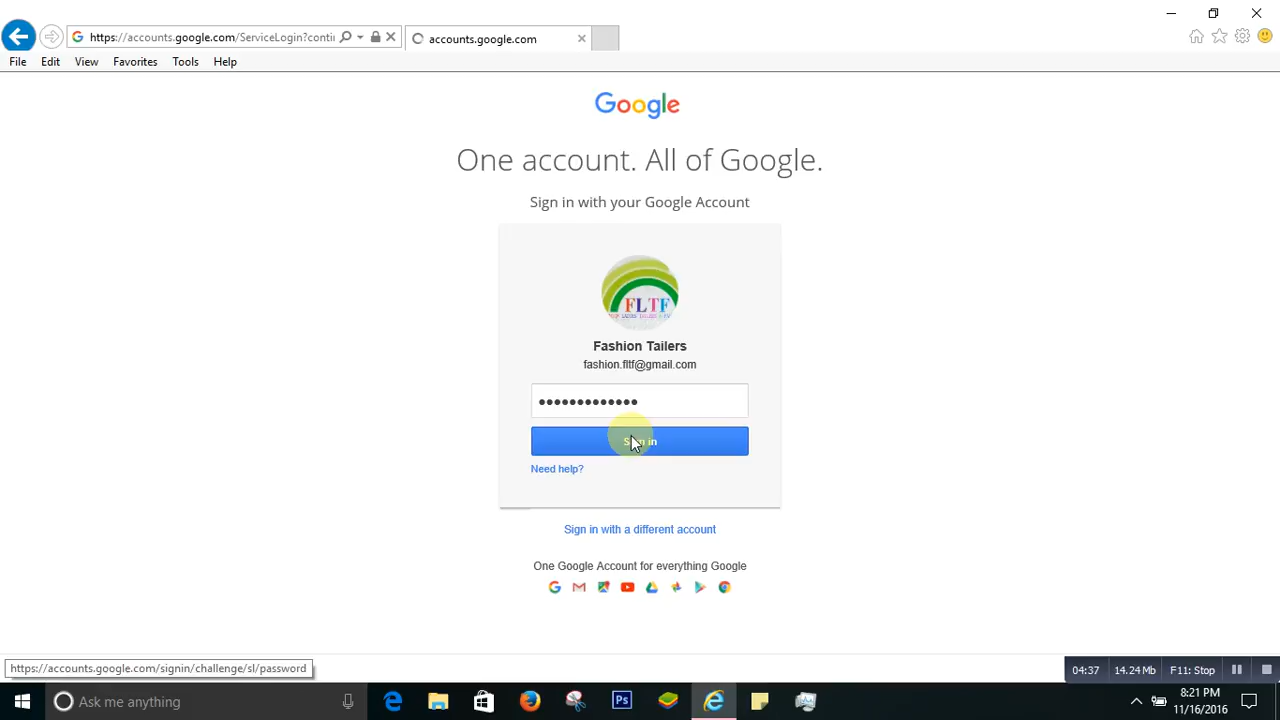 https://accounts.google.com/ServiceLogin?conti
accounts.google.com
File Edit View Favorites Tools Help
Google
One account. All of Google.
Sign in with your Google Account
FLTF
Fashion Tailers
fashion.fltf@gmail.com
Sign in
Need help?
Sign in with a different account
One Google Account for everything Google
https://accounts.google.com/signin/challenge/sl/password
04:37 14.24 Mb F11: Stop
Ask me anything
Ps
8:21 PM
11/16/2016